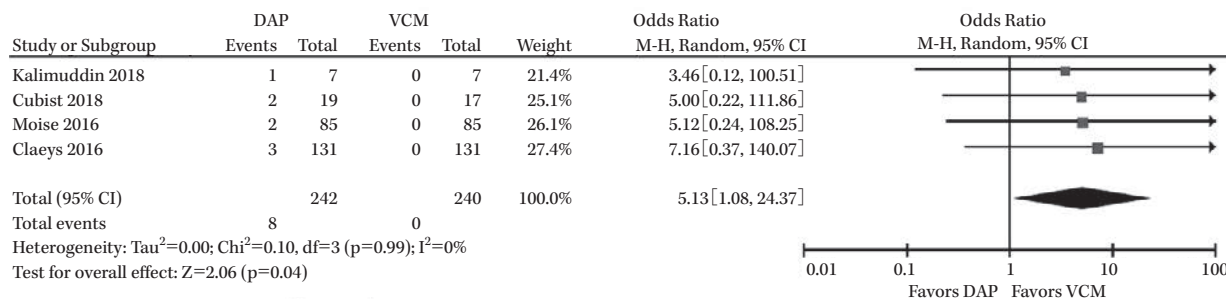 DAP VCM Odds Ratio Odds Ratio
Study or Subgroup Events Total Events Total Weight M-H, Random, 95% CI M-H, Random, 95% CI
Kalimuddin 2018 1 7 0 7 21.4% 3.46[0.12, 100.51]
Cubist 2018 2 19 0 17 25.1% 5.00[0.22, 111.86]
Moise 2016 2 85 0 85 26.1% 5.12[0.24, 108.25]
Claeys 2016 3 131 0 131 27.4% 7.16[0.37, 140.07]
Total (95% CI) 242 240 100.0% 5.13[1.08, 24.37]
Total events 8 0
Heterogeneity: Tau²=0.00; Chi²=0.10, df=3 (p=0.99); I²=0%
Test for overall effect: Z=2.06 (p=0.04)
0.01 0.1 1 10 100
Favors DAP Favors VCM